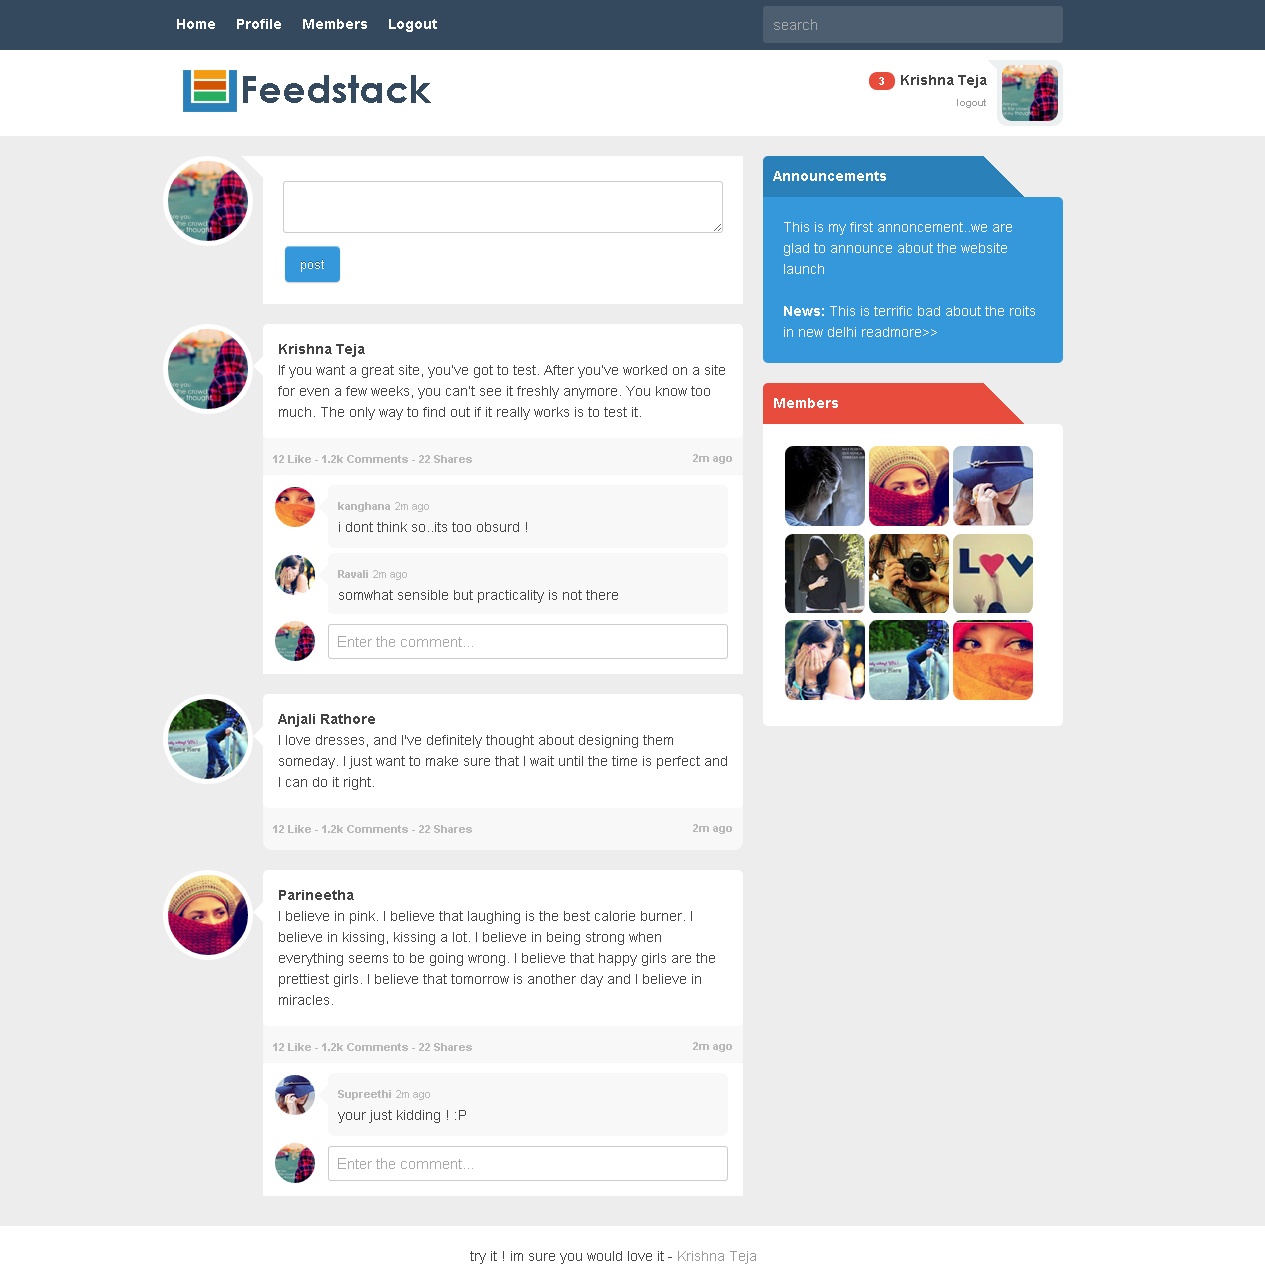 Home Profile Members Logout
search
Feedstack
3 Krishna Teja
logout
post
Krishna Teja
If you want a great site, you've got to test. After you've worked on a site
for even a few weeks, you can't see it freshly anymore. You know too
much. The only way to find out if it really works is to test it.
12 Like - 1.2k Comments - 22 Shares 2m ago
kanghana 2m ago
i dont think so..its too obsurd !
Ravali 2m ago
somwhat sensible but practicality is not there
Enter the comment...
Anjali Rathore
I love dresses, and I've definitely thought about designing them
someday. I just want to make sure that I wait until the time is perfect and
I can do it right.
12 Like - 1.2k Comments - 22 Shares 2m ago
Parineetha
I believe in pink. I believe that laughing is the best calorie burner. I
believe in kissing, kissing a lot. I believe in being strong when
everything seems to be going wrong. I believe that happy girls are the
prettiest girls. I believe that tomorrow is another day and I believe in
miracles.
12 Like - 1.2k Comments - 22 Shares 2m ago
Supreethi 2m ago
your just kidding ! :P
Enter the comment...
Announcements
This is my first annoncement..we are
glad to announce about the website
launch
News: This is terrific bad about the roits
in new delhi readmore>>
Members
LOV
try it ! im sure you would love it - Krishna Teja